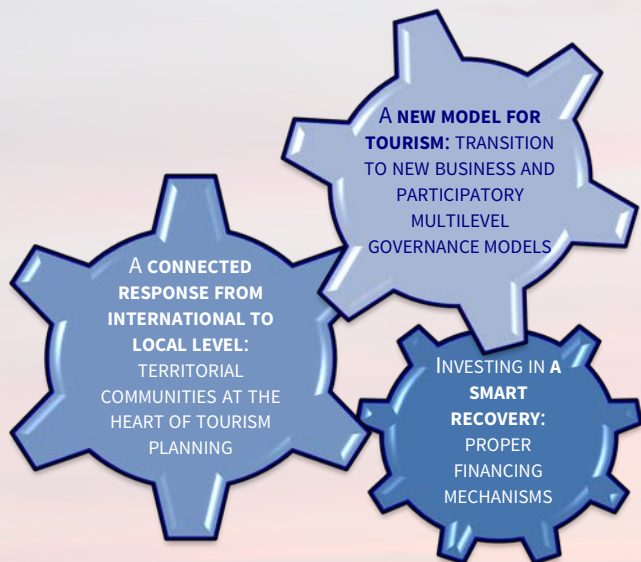 A NEW MODEL FOR
TOURISM: TRANSITION
TO NEW BUSINESS AND
PARTICIPATORY
MULTILEVEL
GOVERNANCE MODELS
A CONNECTED
RESPONSE FROM
INTERNATIONAL TO
LOCAL LEVEL:
TERRITORIAL
COMMUNITIES AT THE
HEART OF TOURISM
PLANNING
INVESTING IN A
SMART
RECOVERY:
PROPER
FINANCING
MECHANISMS